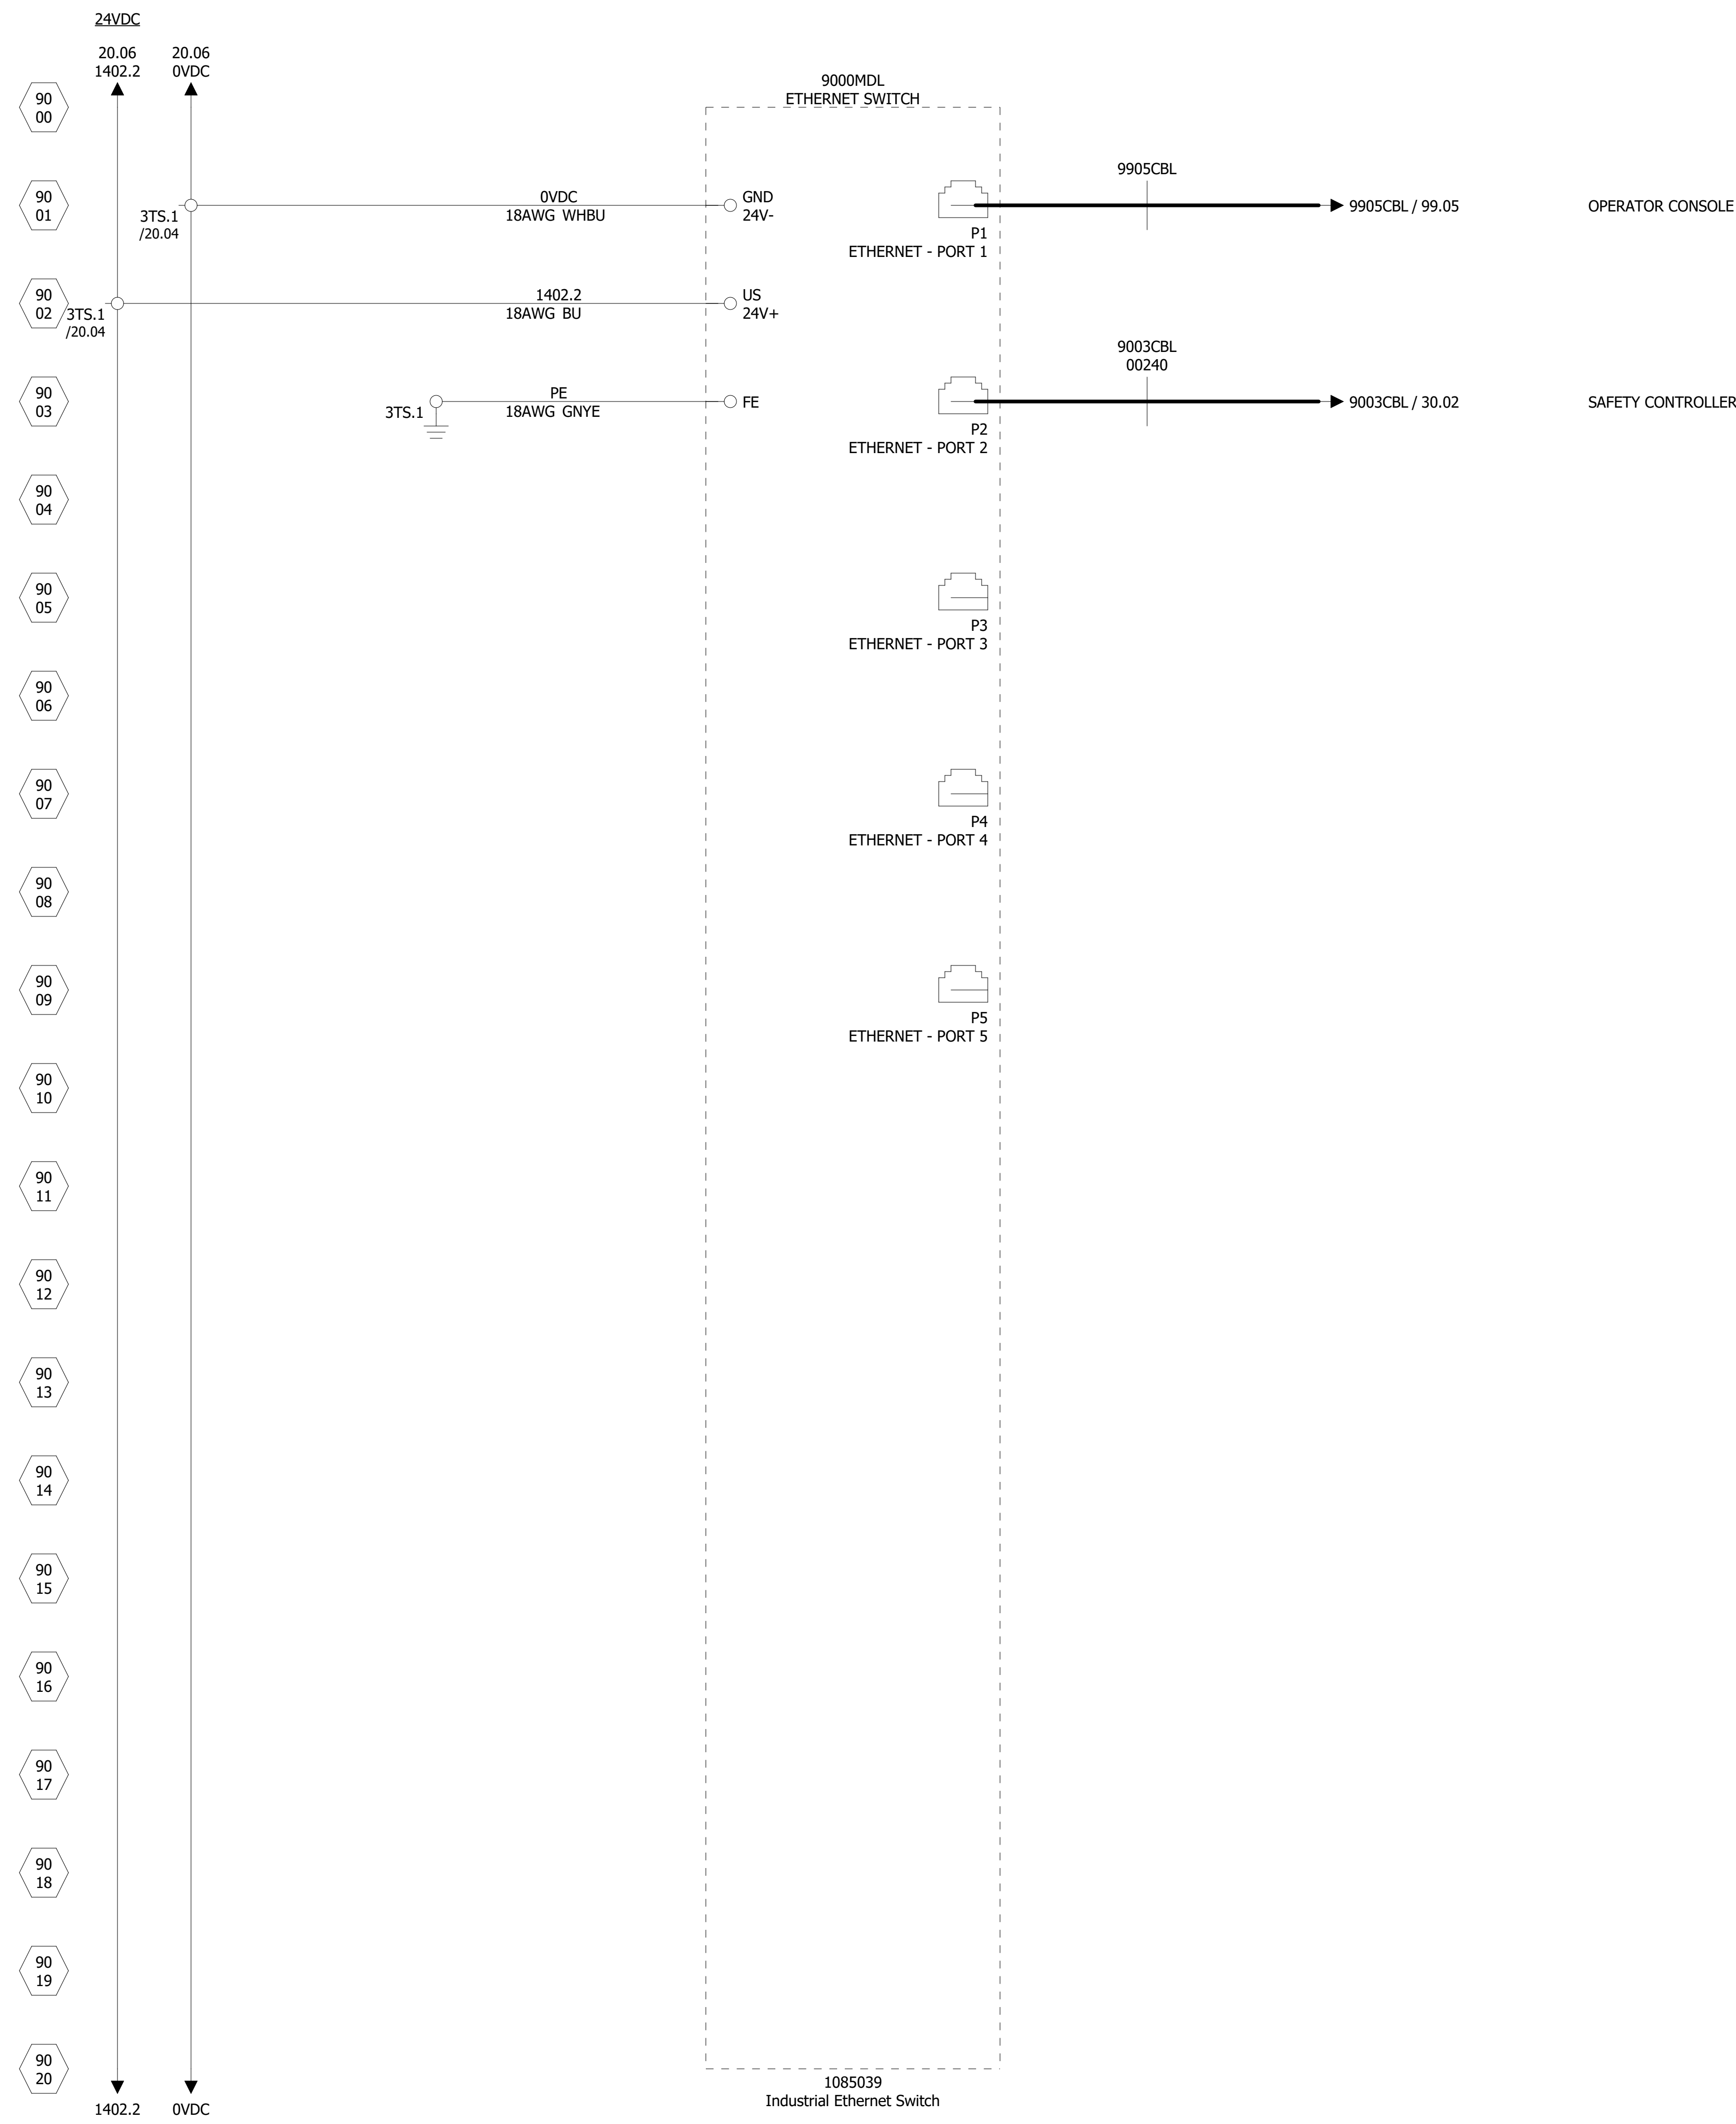 24VDC
20.06
1402.2
20.06
0VDC
9000MDL
ETHERNET SWITCH
90
00
90
01
3TS.1
/20.04
0VDC
18AWG WHBU
GND
24V-
P1
ETHERNET - PORT 1
9905CBL
9905CBL / 99.05
OPERATOR CONSOLE
90
02
3TS.1
/20.04
1402.2
18AWG BU
US
24V+
90
03
3TS.1
PE
18AWG GNYE
FE
P2
ETHERNET - PORT 2
9003CBL
00240
9003CBL / 30.02
SAFETY CONTROLLER
90
04
90
05
P3
ETHERNET - PORT 3
90
06
90
07
P4
ETHERNET - PORT 4
90
08
90
09
P5
ETHERNET - PORT 5
90
10
90
11
90
12
90
13
90
14
90
15
90
16
90
17
90
18
90
19
90
20
1402.2
0VDC
1085039
Industrial Ethernet Switch